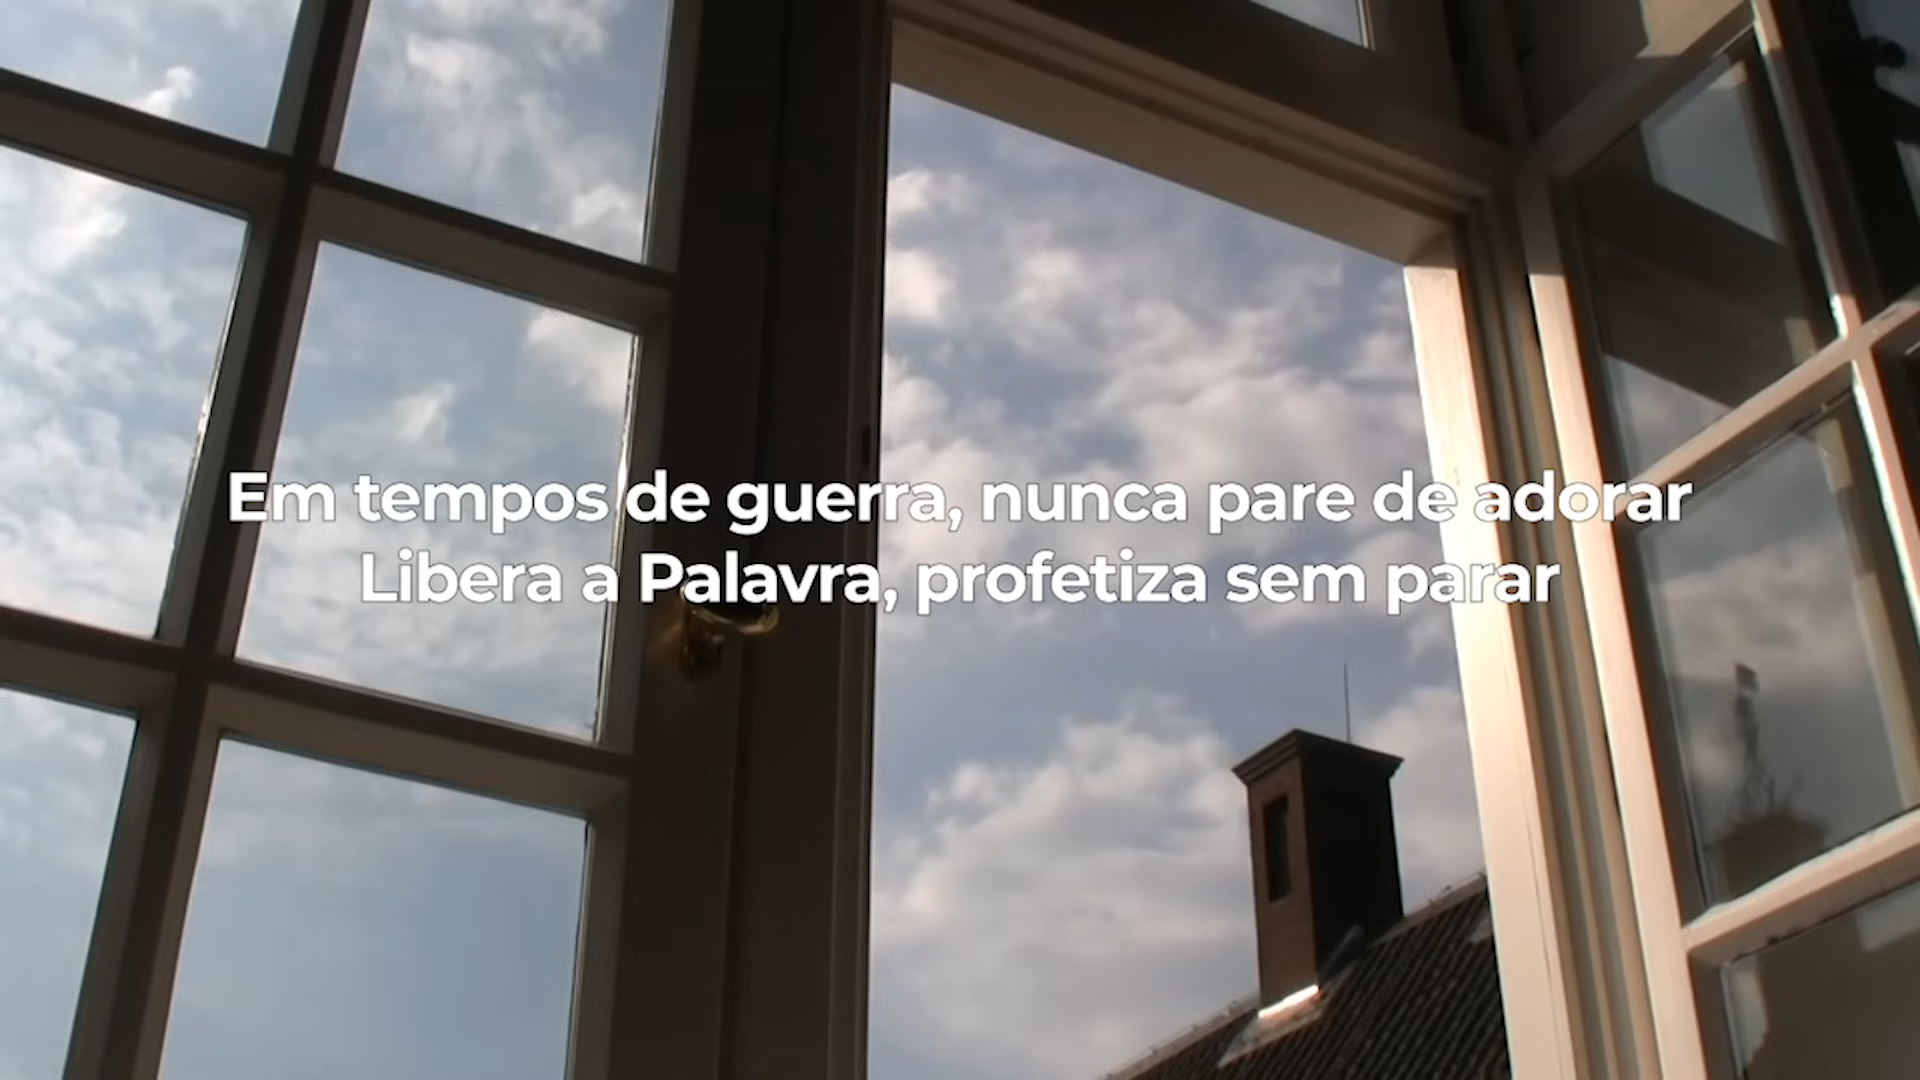 Em tempos de guerra, nunca pare de adorar
Libera a Palavra, profetiza sem parar